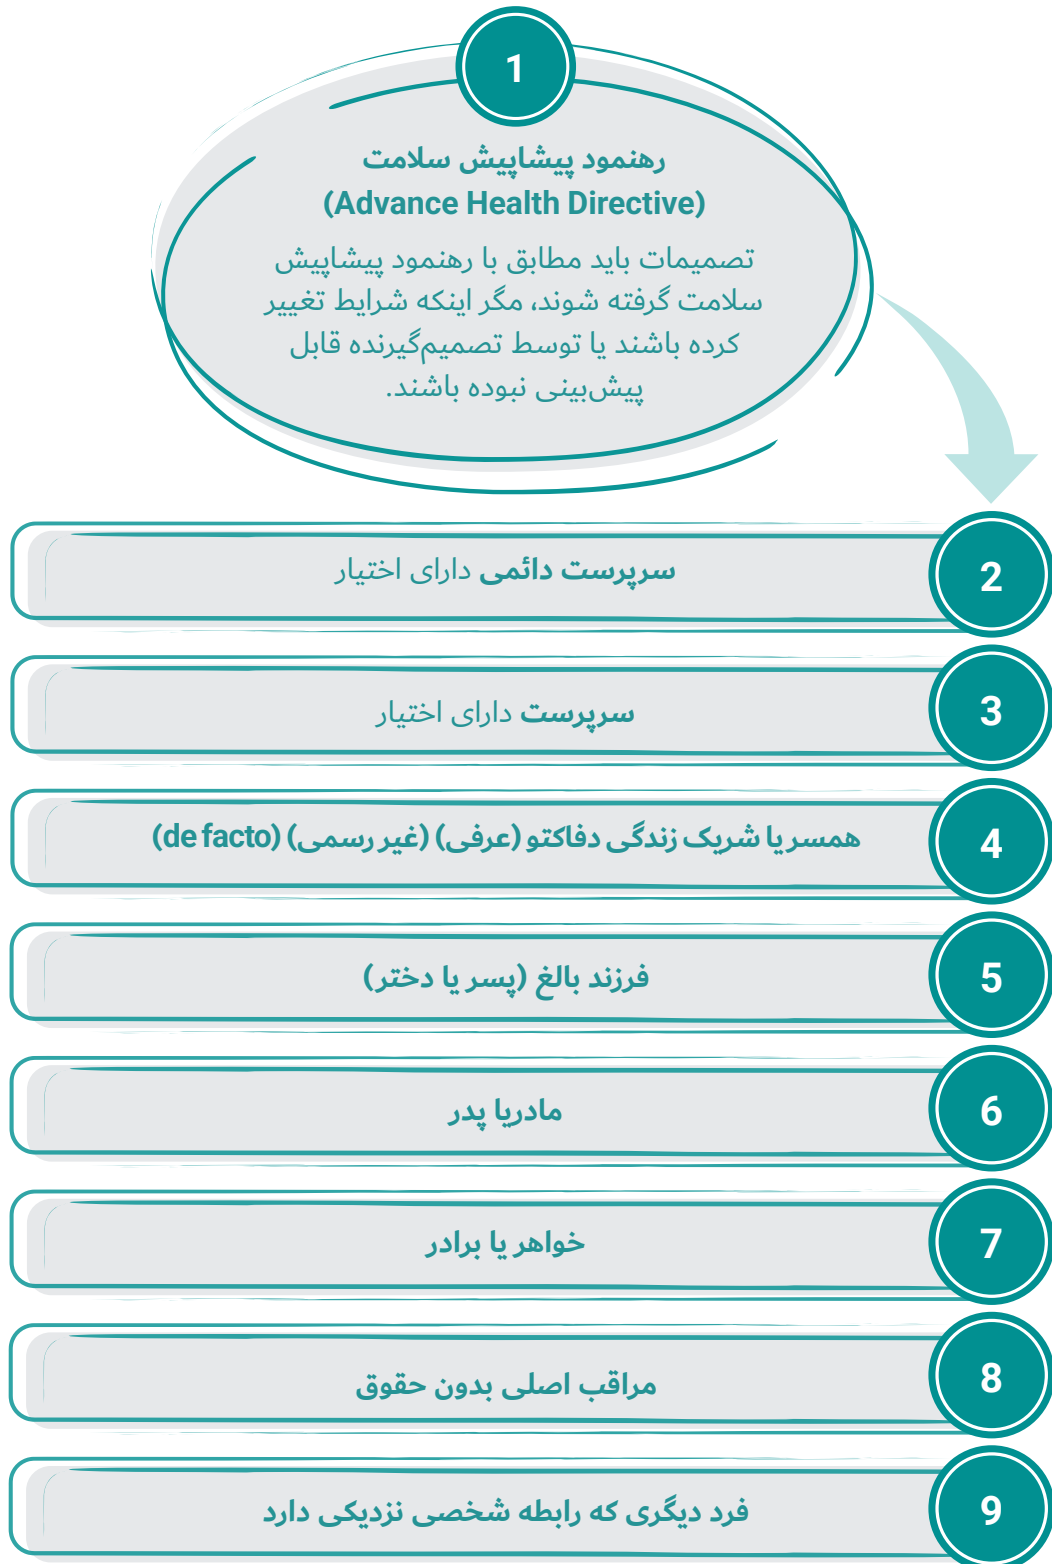 1
رهنمود پیشاپیش سلامت
(Advance Health Directive)
تصمیمات باید مطابق با رهنمود پیشاپیش
سلامت گرفته شوند، مگر اینکه شرایط تغییر
کرده باشند یا توسط تصمیم‌گیرنده قابل
پیش‌بینی نبوده باشند.
2
سرپرست دائمی دارای اختیار
3
سرپرست دارای اختیار
4
همسر یا شریک زندگی دفاکتو (عرفی) (غیر رسمی) (de facto)
5
فرزند بالغ (پسر یا دختر)
6
مادریا پدر
7
خواهر یا برادر
8
مراقب اصلی بدون حقوق
9
فرد دیگری که رابطه شخصی نزدیکی دارد